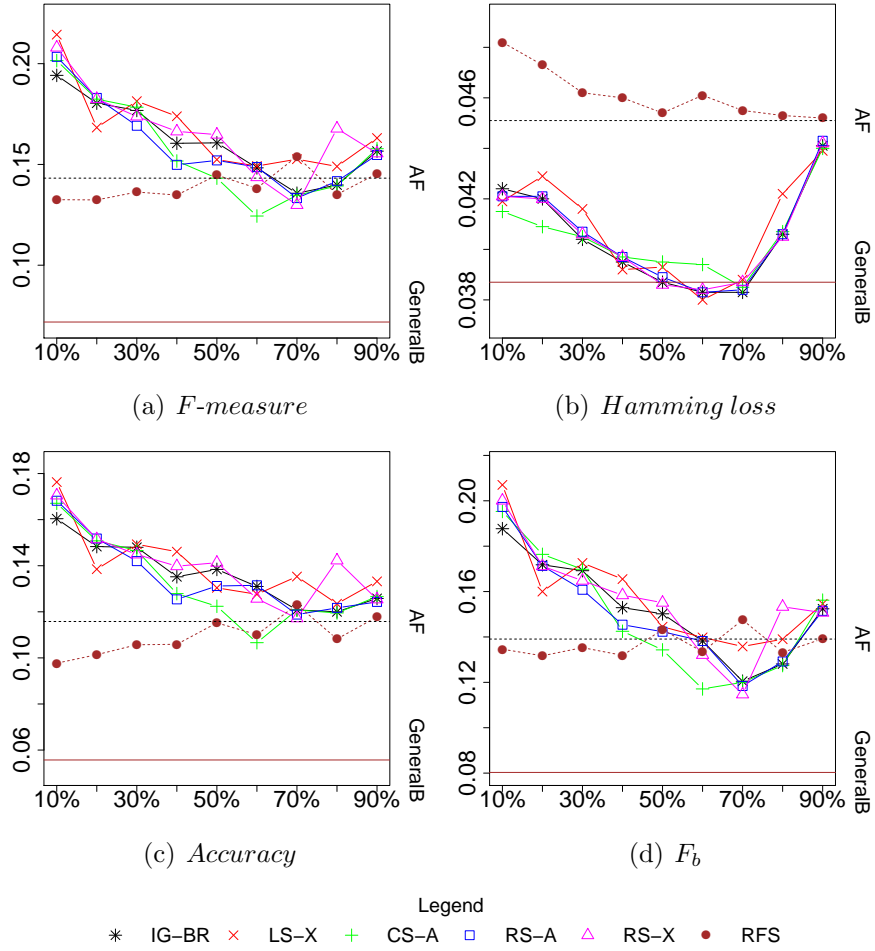 0.20
0.15
0.10
AF
GeneralB
10% 30% 50% 70% 90%
(a) F-measure
0.046
0.042
0.038
AF
GeneralB
10% 30% 50% 70% 90%
(b) Hamming loss
0.18
0.14
0.10
0.06
AF
GeneralB
10% 30% 50% 70% 90%
(c) Accuracy
0.20
0.16
0.12
0.08
AF
GeneralB
10% 30% 50% 70% 90%
(d) F_b
Legend
IG−BR LS−X CS−A RS−A RS−X RFS